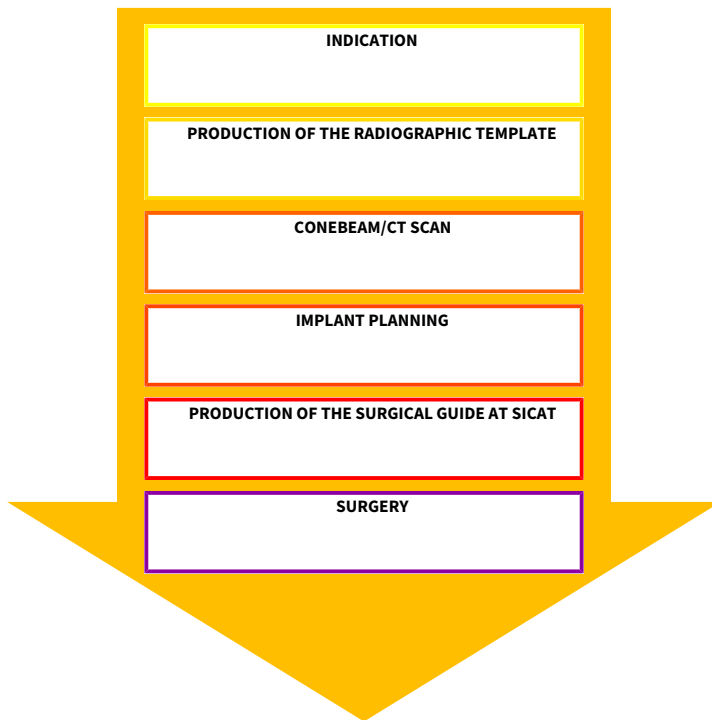 INDICATION
PRODUCTION OF THE RADIOGRAPHIC TEMPLATE
CONEBEAM/CT SCAN
IMPLANT PLANNING
PRODUCTION OF THE SURGICAL GUIDE AT SICAT
SURGERY